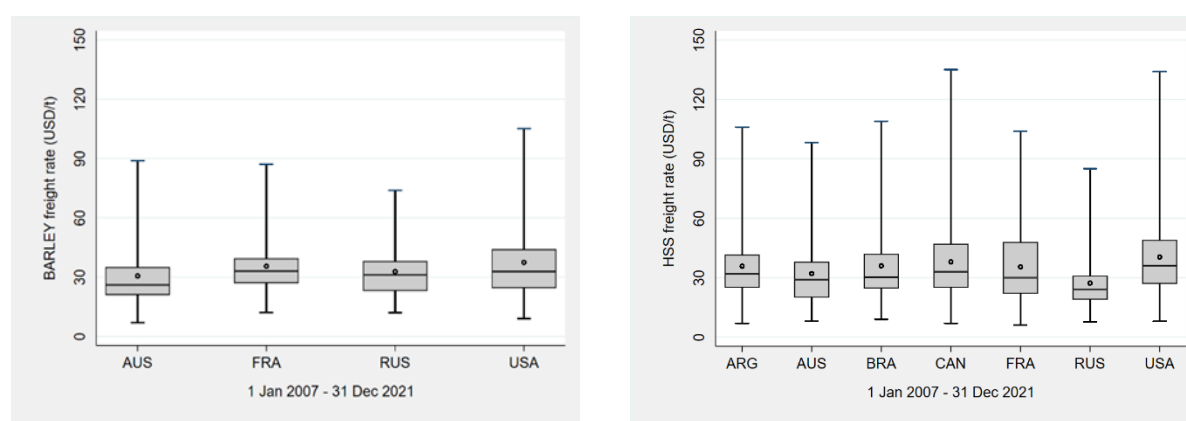 BARLEY freight rate (USD/t)
150
120
90
60
30
0
AUS FRA RUS USA
1 Jan 2007 - 31 Dec 2021
HSS freight rate (USD/t)
150
120
90
60
30
0
ARG AUS BRA CAN FRA RUS USA
1 Jan 2007 - 31 Dec 2021